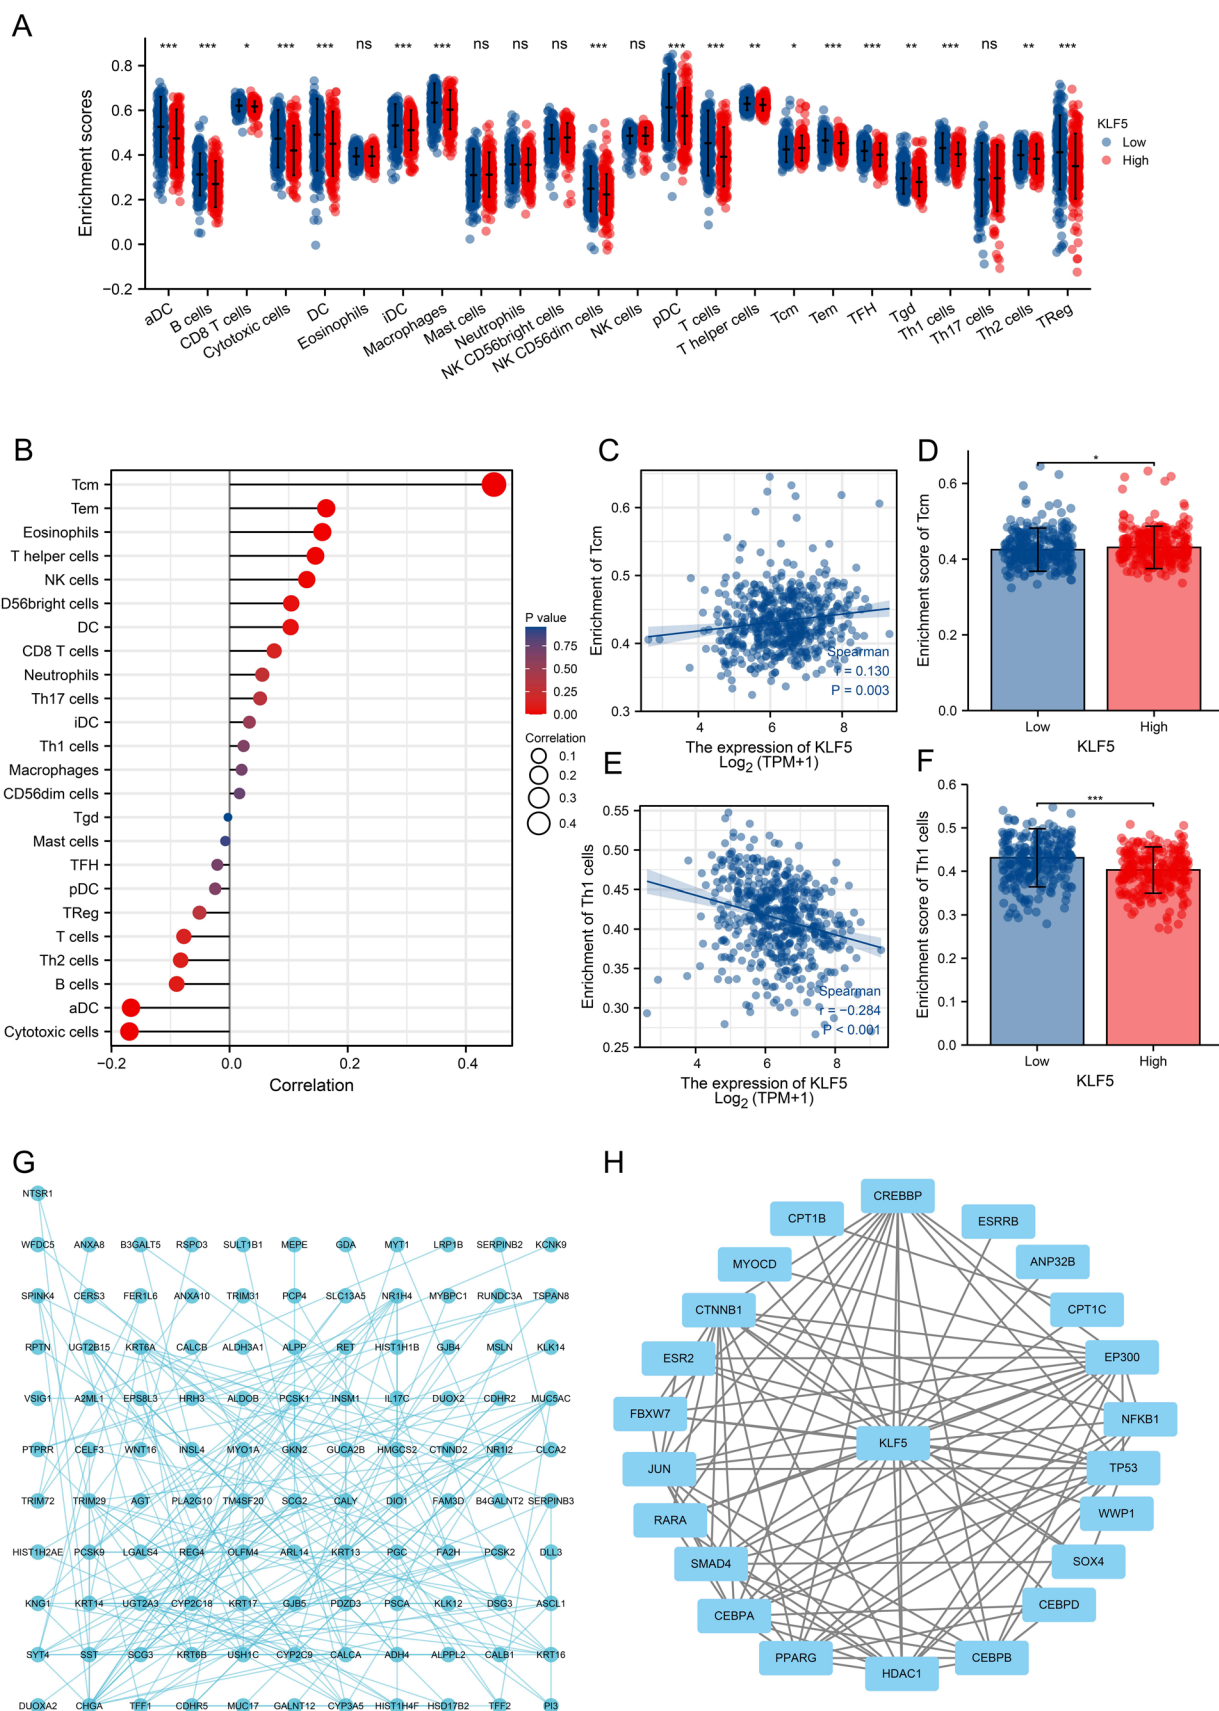 A
*** *** * *** *** ns *** *** ns ns ns *** ns *** *** ** * *** *** ** *** ns ** ***
Enrichment scores
0.8
0.6
0.4
0.2
0.0
−0.2
KLF5
Low
High
aDC
B cells
CD8 T cells
Cytotoxic cells
DC
Eosinophils
iDC
Macrophages
Mast cells
Neutrophils
NK CD56bright cells
NK CD56dim cells
NK cells
pDC
T cells
T helper cells
Tcm
Tem
TFH
Tgd
Th1 cells
Th17 cells
Th2 cells
TReg
B
Tcm
Tem
Eosinophils
T helper cells
NK cells
D56bright cells
DC
CD8 T cells
Neutrophils
Th17 cells
iDC
Th1 cells
Macrophages
CD56dim cells
Tgd
Mast cells
TFH
pDC
TReg
T cells
Th2 cells
B cells
aDC
Cytotoxic cells
−0.2 0.0 0.2 0.4
Correlation
P value
0.75
0.50
0.25
0.00
Correlation
0.1
0.2
0.3
0.4
C
Enrichment of Tcm
0.6
0.5
0.4
0.3
Spearman
r = 0.130
P = 0.003
4 6 8
The expression of KLF5
Log2 (TPM+1)
D
Enrichment score of Tcm
*
0.6
0.4
0.2
0.0
Low High
KLF5
E
Enrichment of Th1 cells
0.55
0.50
0.45
0.40
0.35
0.30
0.25
Spearman
r = −0.284
P < 0.001
4 6 8
The expression of KLF5
Log2 (TPM+1)
F
Enrichment score of Th1 cells
***
0.6
0.5
0.4
0.3
0.2
0.1
0.0
Low High
KLF5
G
NTSR1
WFDC5 ANXA8 B3GALT5 RSPO3 SULT1B1 MEPE GDA MYT1 LRP1B SERPINB2 KCNK9
SPINK4 CERS3 FER1L6 ANXA10 TRIM31 PCP4 SLC13A5 NR1H4 MYBPC1 RUNDC3A TSPAN8
RPTN UGT2B15 KRT6A CALCB ALDH3A1 ALPP RET HIST1H1B GJB4 MSLN KLK14
VSIG1 A2ML1 EPS8L3 HRH3 ALDOB PCSK1 INSM1 IL17C DUOX2 CDHR2 MUC5AC
PTPRR CELF3 WNT16 INSL4 MYO1A GKN2 GUCA2B HMGCS2 CTNND2 NR1I2 CLCA2
TRIM72 TRIM29 AGT PLA2G10 TM4SF20 SCG2 CALY DIO1 FAM3D B4GALNT2 SERPINB3
HIST1H2AE PCSK9 LGALS4 REG4 OLFM4 ARL14 KRT13 PGC FA2H PCSK2 DLL3
KNG1 KRT14 UGT2A3 CYP2C18 KRT17 GJB5 PDZD3 PSCA KLK12 DSG3 ASCL1
SYT4 SST SCG3 KRT6B USH1C CYP2C9 CALCA ADH4 ALPPL2 CALB1 KRT16
DUOXA2 CHGA TFF1 CDHR5 MUC17 GALNT12 CYP3A5 HIST1H4F HSD17B2 TFF2 PI3
H
CREBBP
CPT1B
ESRRB
MYOCD
ANP32B
CTNNB1
CPT1C
ESR2
EP300
FBXW7
NFKB1
KLF5
JUN
TP53
RARA
WWP1
SMAD4
SOX4
CEBPA
CEBPD
PPARG
CEBPB
HDAC1